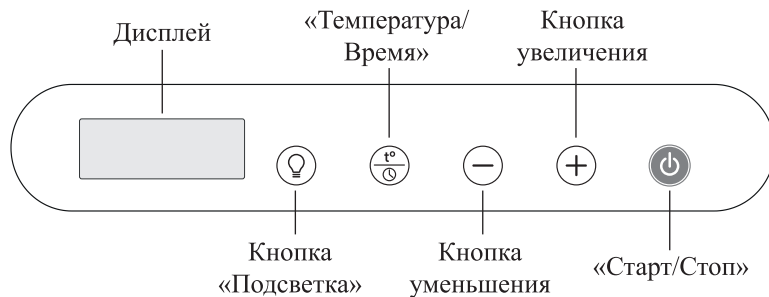 Дисплей
«Температура/
Время»
Кнопка
увеличения
t°
Кнопка
«Подсветка»
Кнопка
уменьшения
«Старт/Стоп»